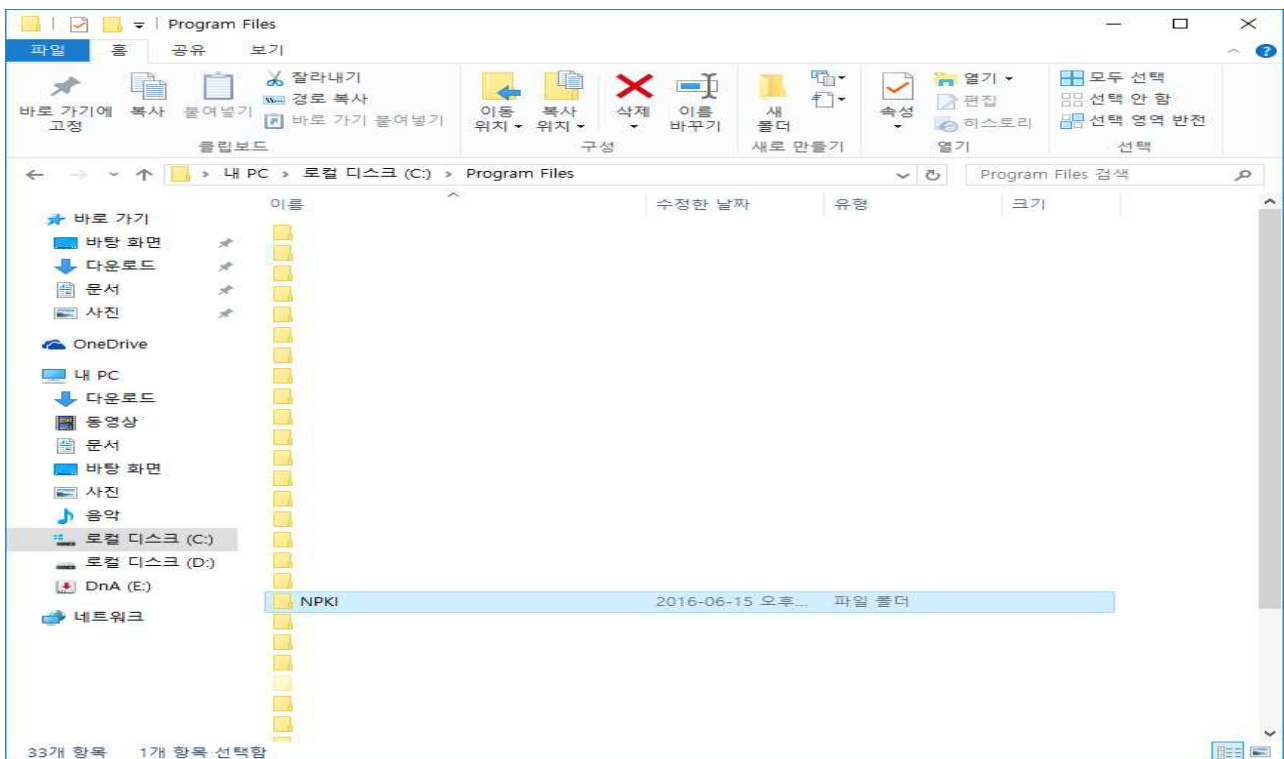 Program Files
파일 홈 공유 보기
바로 가기에 고정
복사
붙여넣기
잘라내기
경로 복사
바로 가기 붙여넣기
클립보드
이동 위치
복사 위치
삭제
이름 바꾸기
구성
새 폴더
새로 만들기
속성
열기
편집
히스토리
열기
모두 선택
선택 안 함
선택 영역 반전
선택
내 PC > 로컬 디스크 (C:) > Program Files
Program Files 검색
이름 수정한 날짜 유형 크기
바로 가기
바탕 화면
다운로드
문서
사진
OneDrive
내 PC
다운로드
동영상
문서
바탕 화면
사진
음악
로컬 디스크 (C:)
로컬 디스크 (D:)
DnA (E:)
네트워크
NPKI 2016-06-15 오후... 파일 폴더
33개 항목 1개 항목 선택함